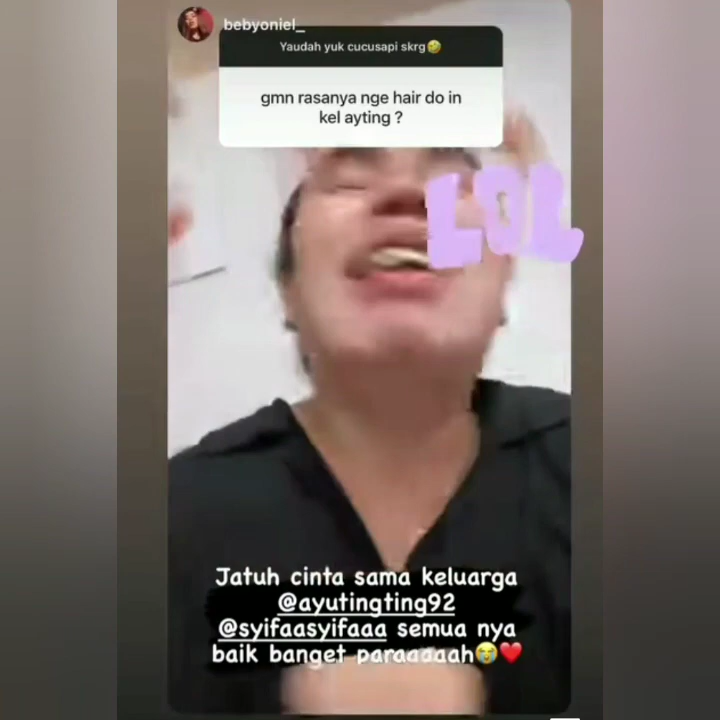 bebyoniel_
Yaudah yuk cucusapi skrg🤣
gmn rasanya nge hair do in
kel ayting ?
LOL
Jatuh cinta sama keluarga
@ayutingting92
@syifaasyifaaa semua nya
baik banget paraaaaah😭❤️